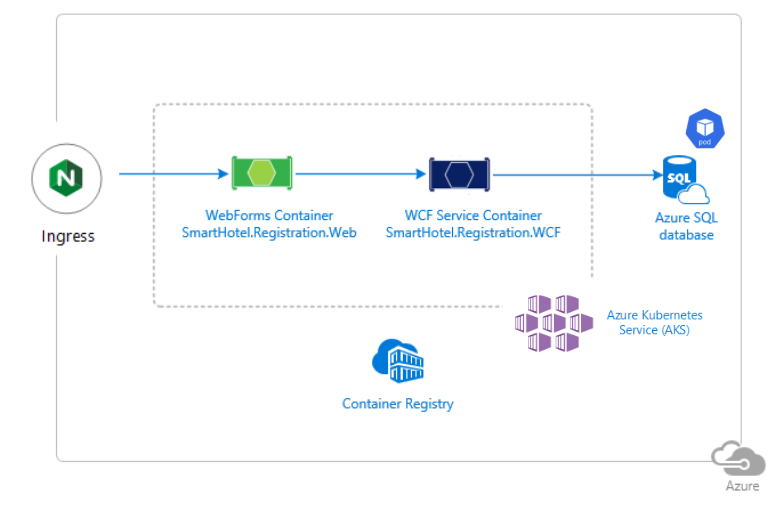 pod
N
SQL
WebForms Container
SmartHotel.Registration.Web
WCF Service Container
SmartHotel.Registration.WCF
Azure SQL
database
Ingress
Azure Kubernetes
Service (AKS)
Container Registry
Azure